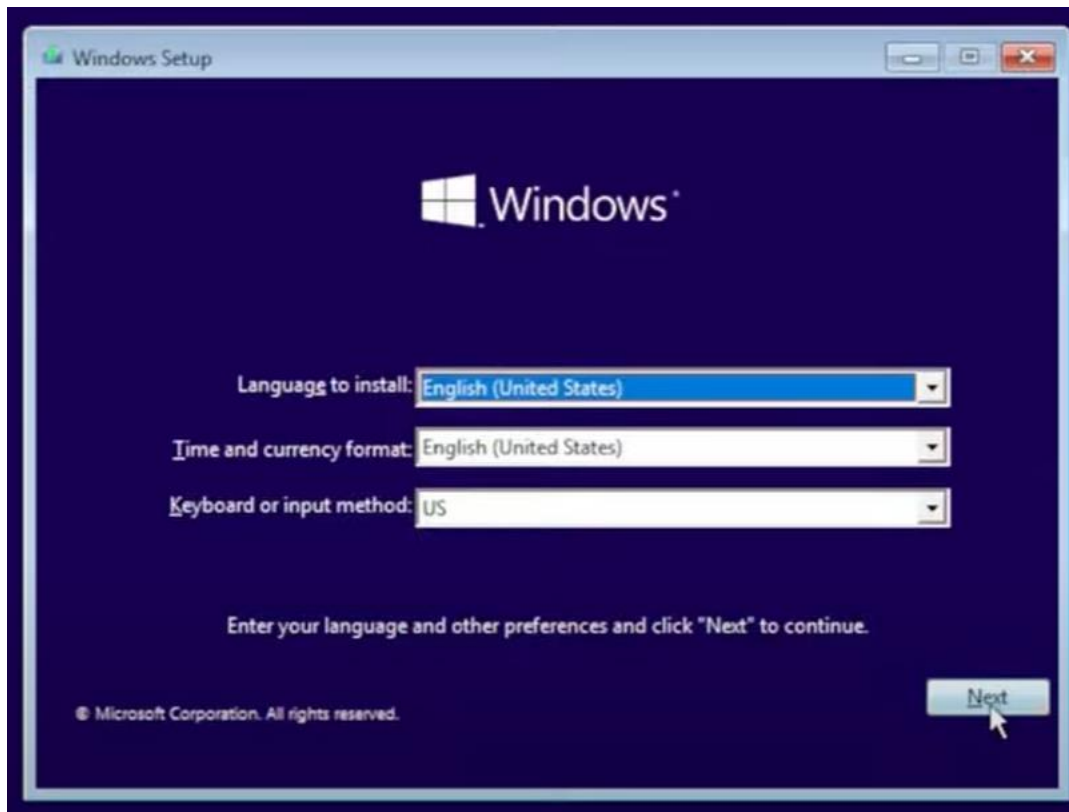 Windows Setup
Windows
Language to install: English (United States)
Time and currency format: English (United States)
Keyboard or input method: US
Enter your language and other preferences and click "Next" to continue.
Next
© Microsoft Corporation. All rights reserved.